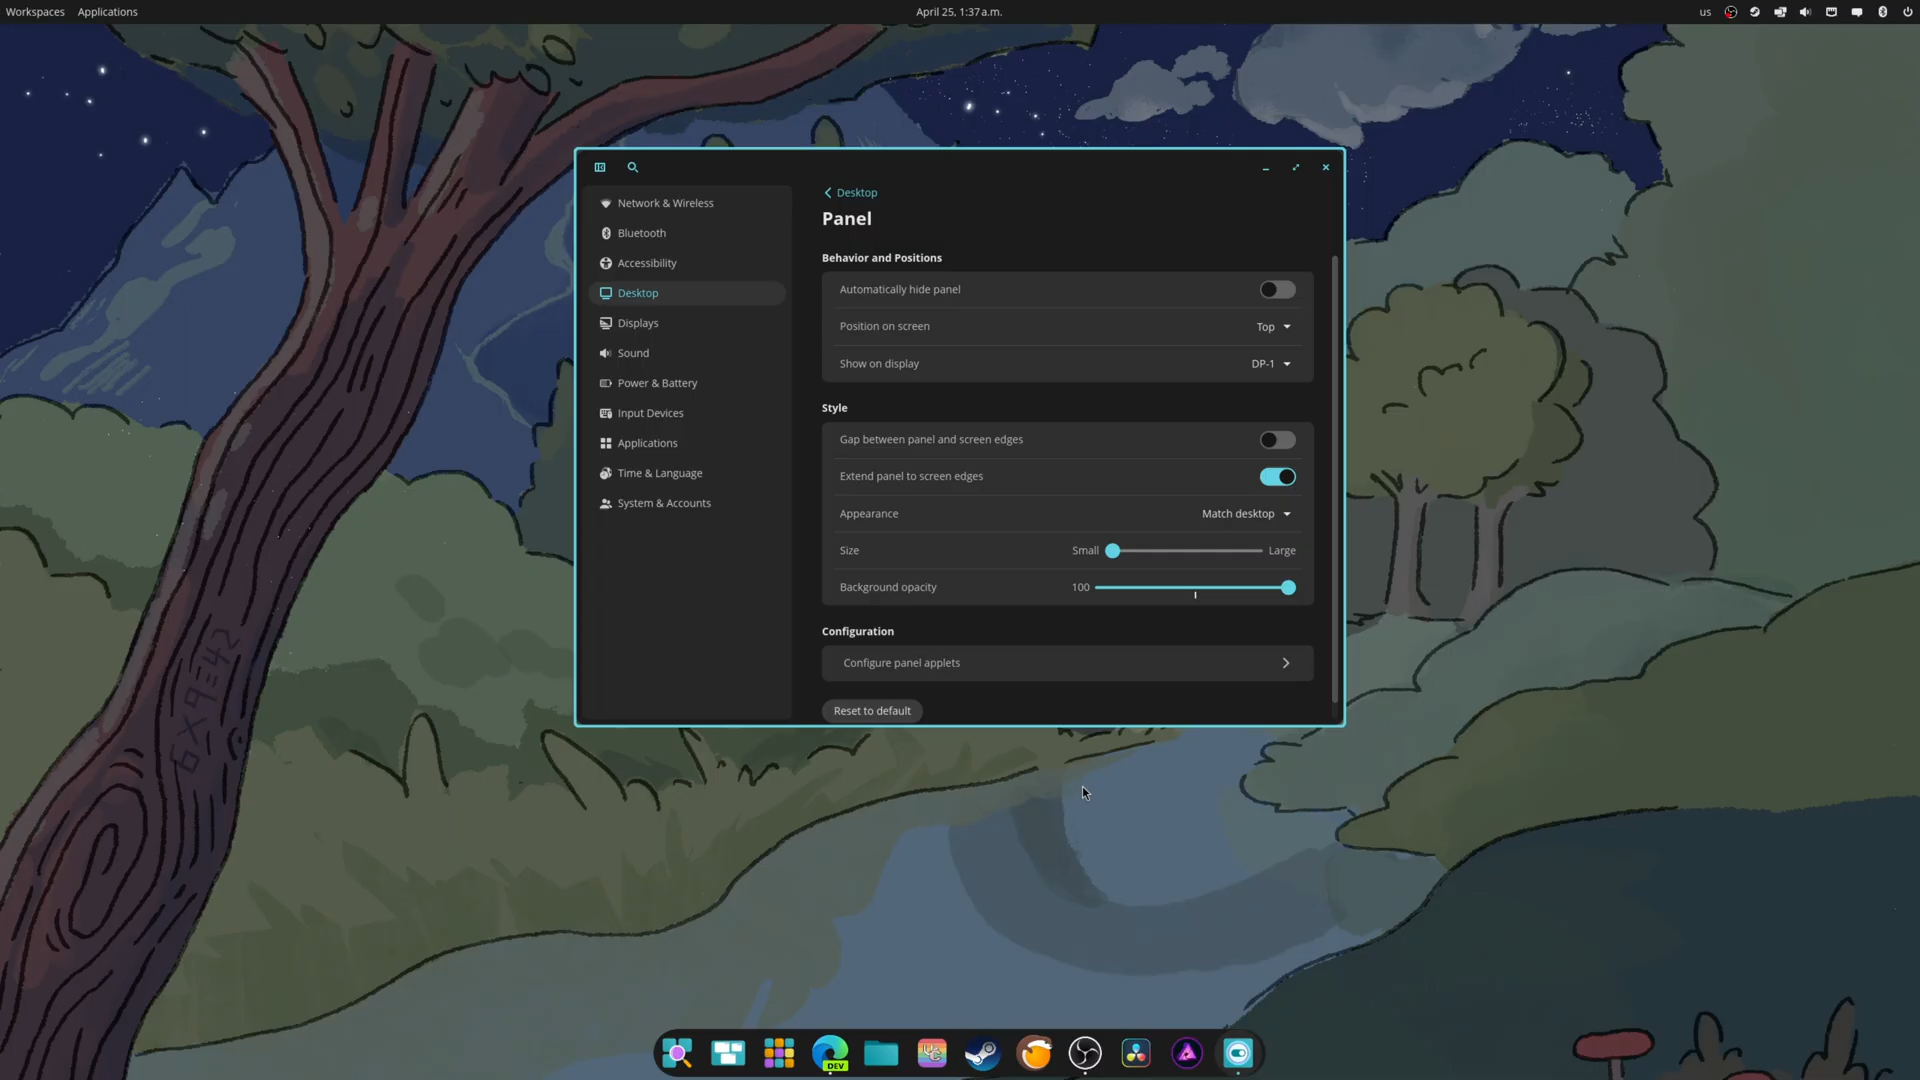 Workspaces Applications April 25, 1:37 a.m. us
Desktop
Panel
Network & Wireless
Bluetooth
Accessibility
Desktop
Displays
Sound
Power & Battery
Input Devices
Applications
Time & Language
System & Accounts
Behavior and Positions
Automatically hide panel
Position on screen Top
Show on display DP-1
Style
Gap between panel and screen edges
Extend panel to screen edges
Appearance Match desktop
Size Small Large
Background opacity 100
Configuration
Configure panel applets
Reset to default
6×9=42
DEV